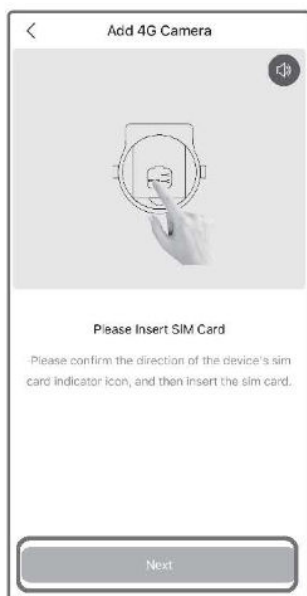 Add 4G Camera
Please Insert SIM Card
Please confirm the direction of the device's sim
card indicator icon, and then insert the sim card.
Next